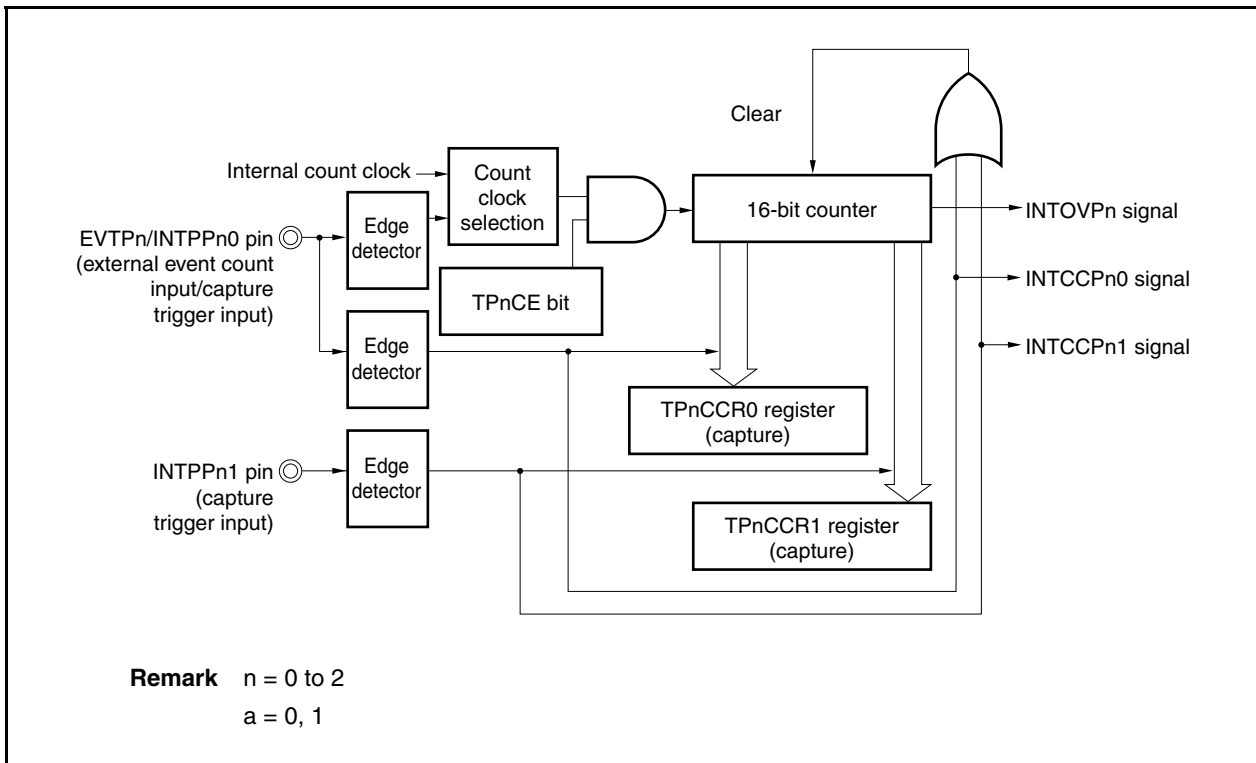 Clear
Internal count clock
Count
clock
selection
Edge
detector
16-bit counter
INTOVPn signal
EVTPn/INTPPn0 pin
(external event count
input/capture
trigger input)
TPnCE bit
INTCCPn0 signal
Edge
detector
INTCCPn1 signal
TPnCCR0 register
(capture)
INTPPn1 pin
(capture
trigger input)
Edge
detector
TPnCCR1 register
(capture)
Remark n = 0 to 2
a = 0, 1